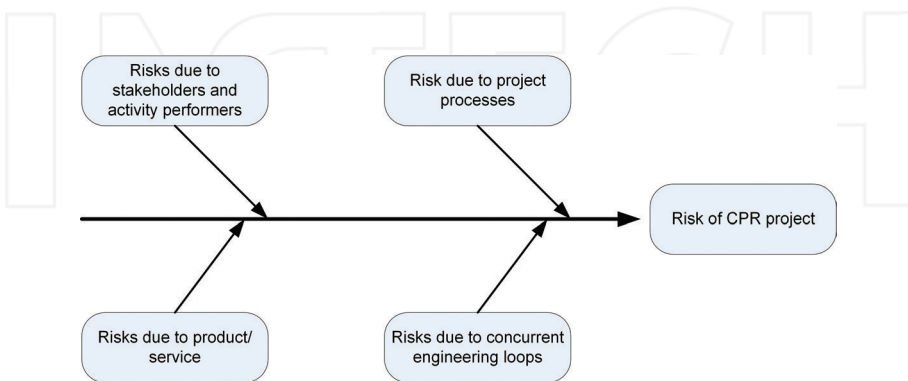 INTECH
Risks due to
stakeholders and
activity performers
Risk due to project
processes
Risk of CPR project
Risks due to product/
service
Risks due to concurrent
engineering loops